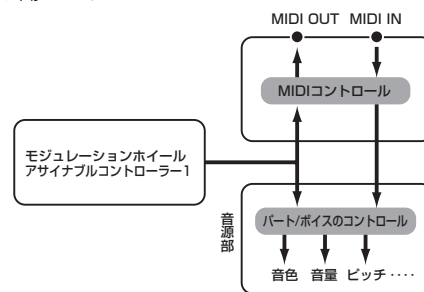 MIDI OUT MIDI IN
MIDIコントロール
モジュレーションホイール
アサイナブルコントローラー1
音源部
パート/ボイスのコントロール
音色 音量 ピッチ ‥‥